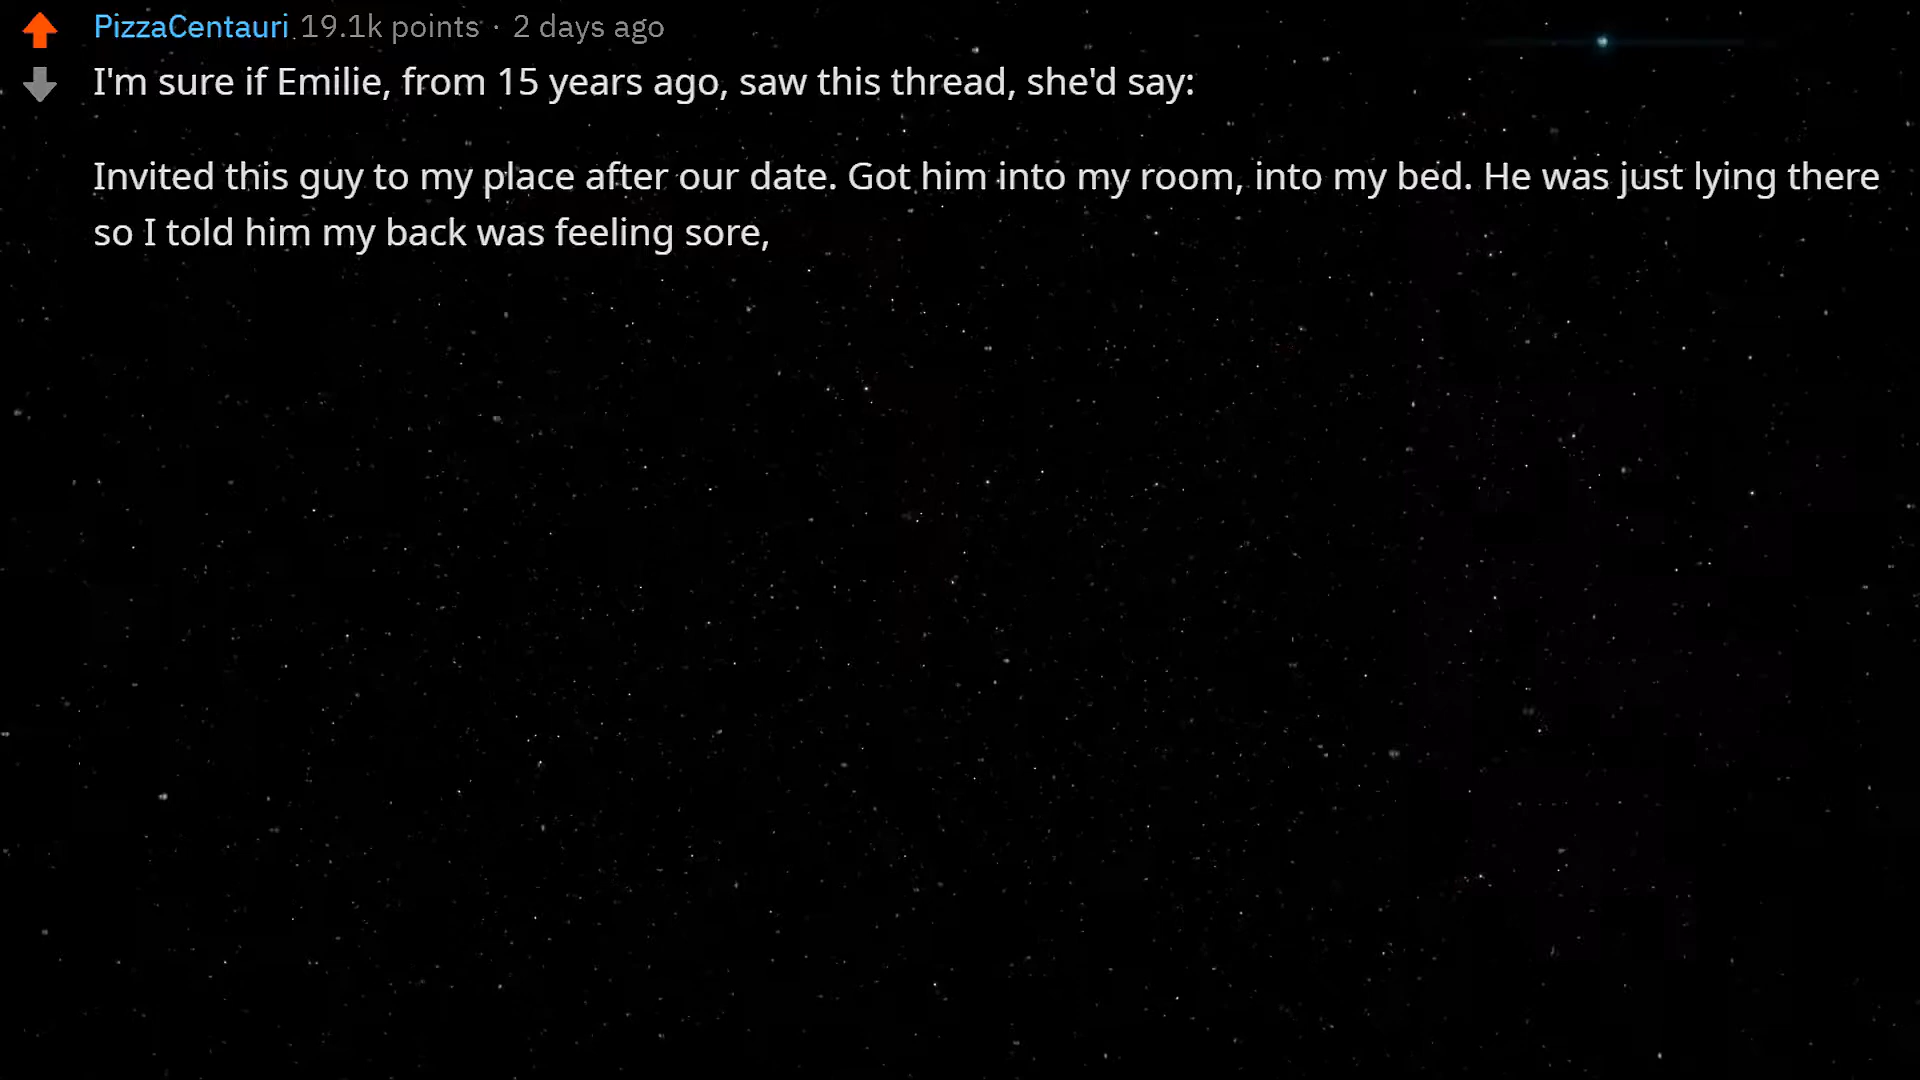 PizzaCentauri 19.1k points · 2 days ago
I'm sure if Emilie, from 15 years ago, saw this thread, she'd say:
Invited this guy to my place after our date. Got him into my room, into my bed. He was just lying there
so I told him my back was feeling sore,